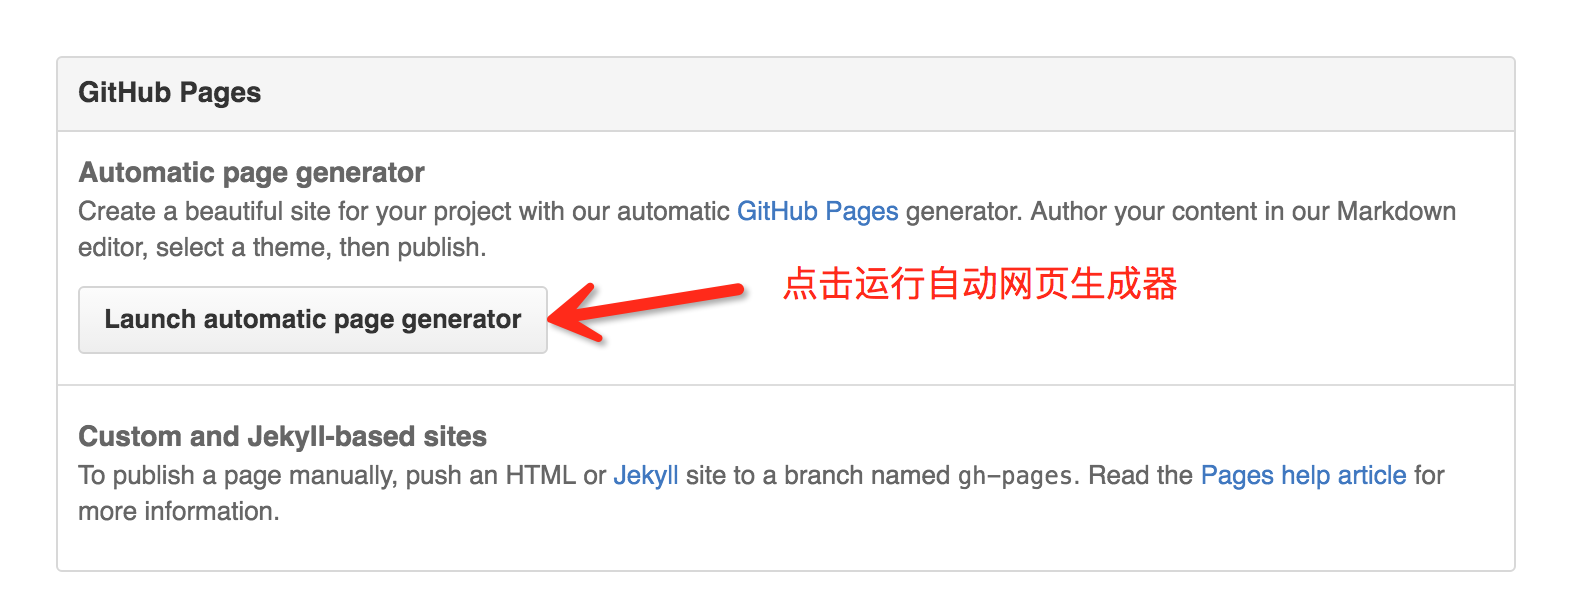 GitHub Pages
Automatic page generator
Create a beautiful site for your project with our automatic GitHub Pages generator. Author your content in our Markdown
editor, select a theme, then publish.
点击运行自动网页生成器
Launch automatic page generator
Custom and Jekyll-based sites
To publish a page manually, push an HTML or Jekyll site to a branch named gh-pages. Read the Pages help article for
more information.